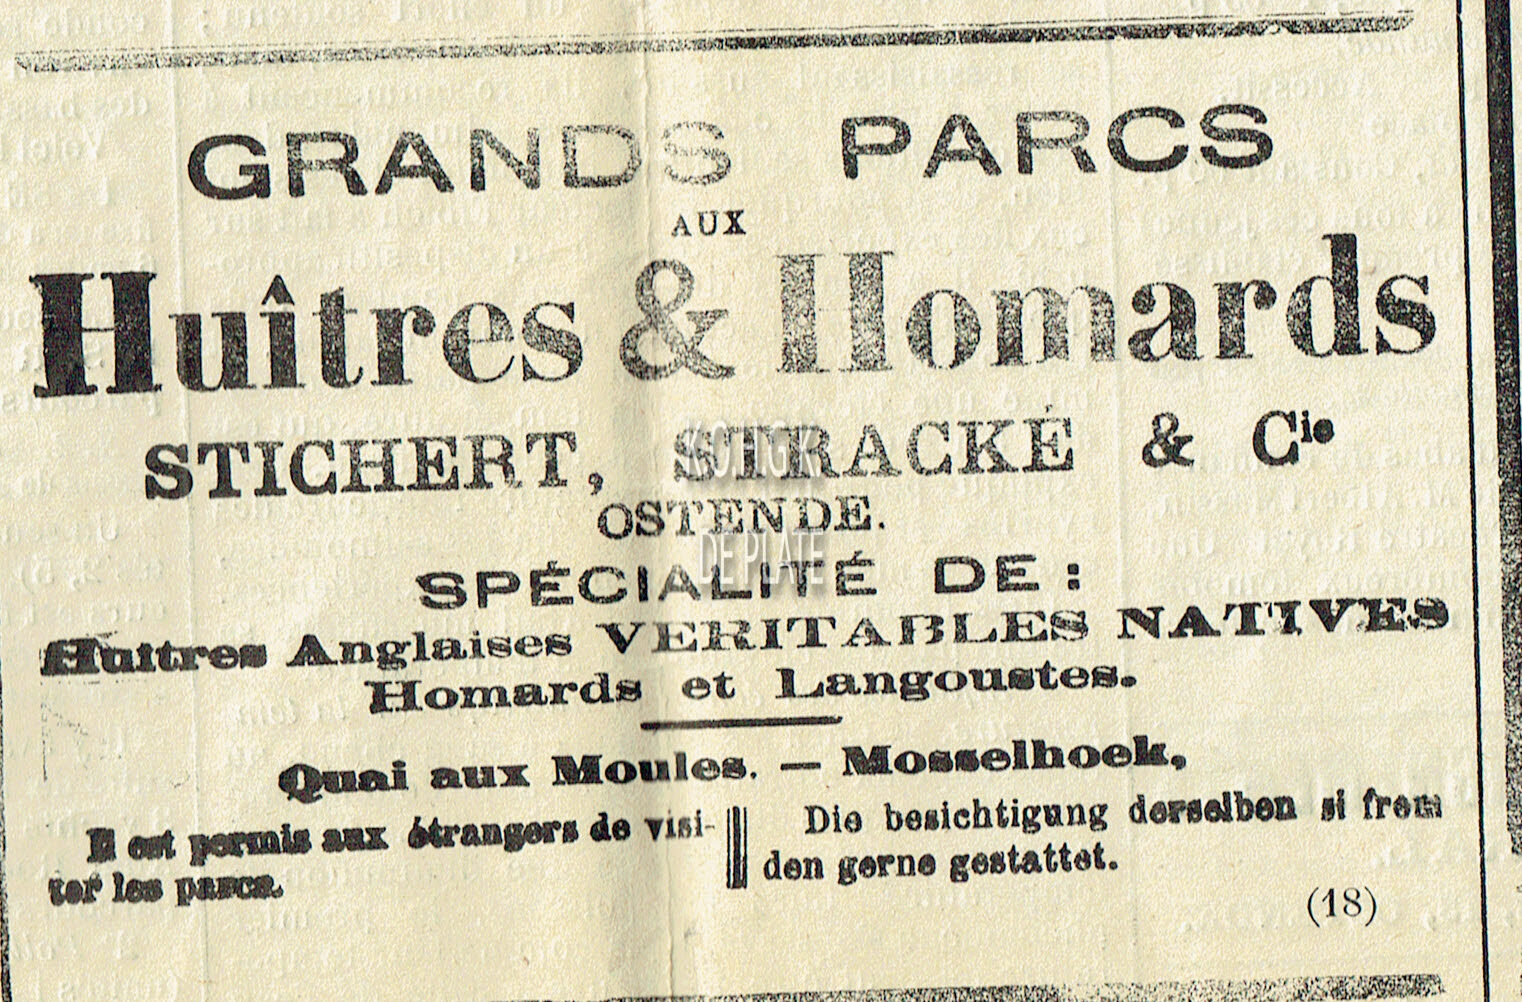 GRANDS PARCS
AUX
Huîtres & Homards
STICHERT, STRACKÉ & Cie
OSTENDE.
SPÉCIALITÉ DE :
Huitres Anglaises VERITABLES NATIVES
Homards et Langoustes.
Quai aux Moules. — Mosselhoek,
Il est permis aux étrangers de visi-
ter les parcs.
Die besichtigung derselben si frem
den gerne gestattet.
(18)
K.O.H.G.K.
DE PLATE